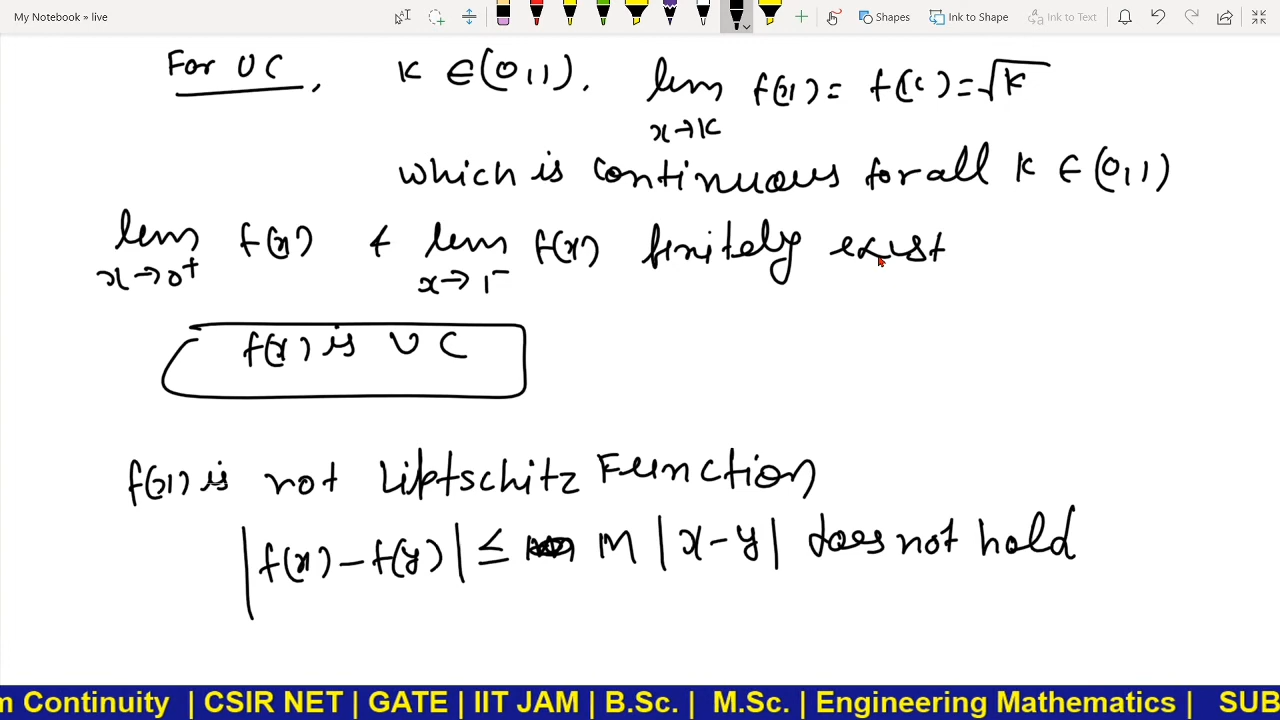 My Notebook » live
Shapes Ink to Shape Ink to Text
For UC, K ∈ (0,1). lim x→K f(x) = f(K) = √K
which is continuous for all K ∈ (0,1)
lim x→0⁺ f(x) & lim x→1⁻ f(x) finitely exist
f(x) is UC
f(x) is not Liptschitz Function
|f(x) - f(y)| ≤ M |x-y| does not hold
m Continuity | CSIR NET | GATE | IIT JAM | B.Sc. | M.Sc. | Engineering Mathematics | SUB